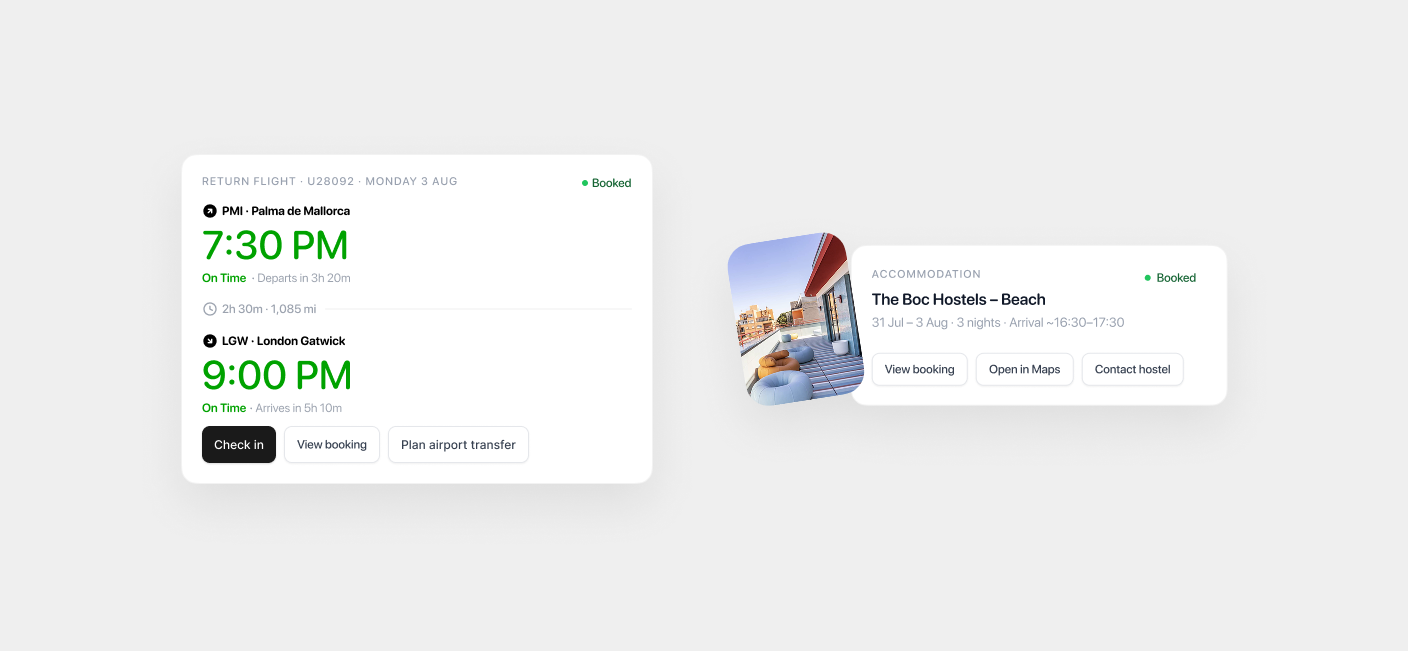 RETURN FLIGHT · U28092 · MONDAY 3 AUG
Booked
PMI · Palma de Mallorca
7:30 PM
On Time · Departs in 3h 20m
2h 30m · 1,085 mi
LGW · London Gatwick
9:00 PM
On Time · Arrives in 5h 10m
Check in
View booking
Plan airport transfer
ACCOMMODATION
Booked
The Boc Hostels – Beach
31 Jul – 3 Aug · 3 nights · Arrival ~16:30–17:30
View booking
Open in Maps
Contact hostel